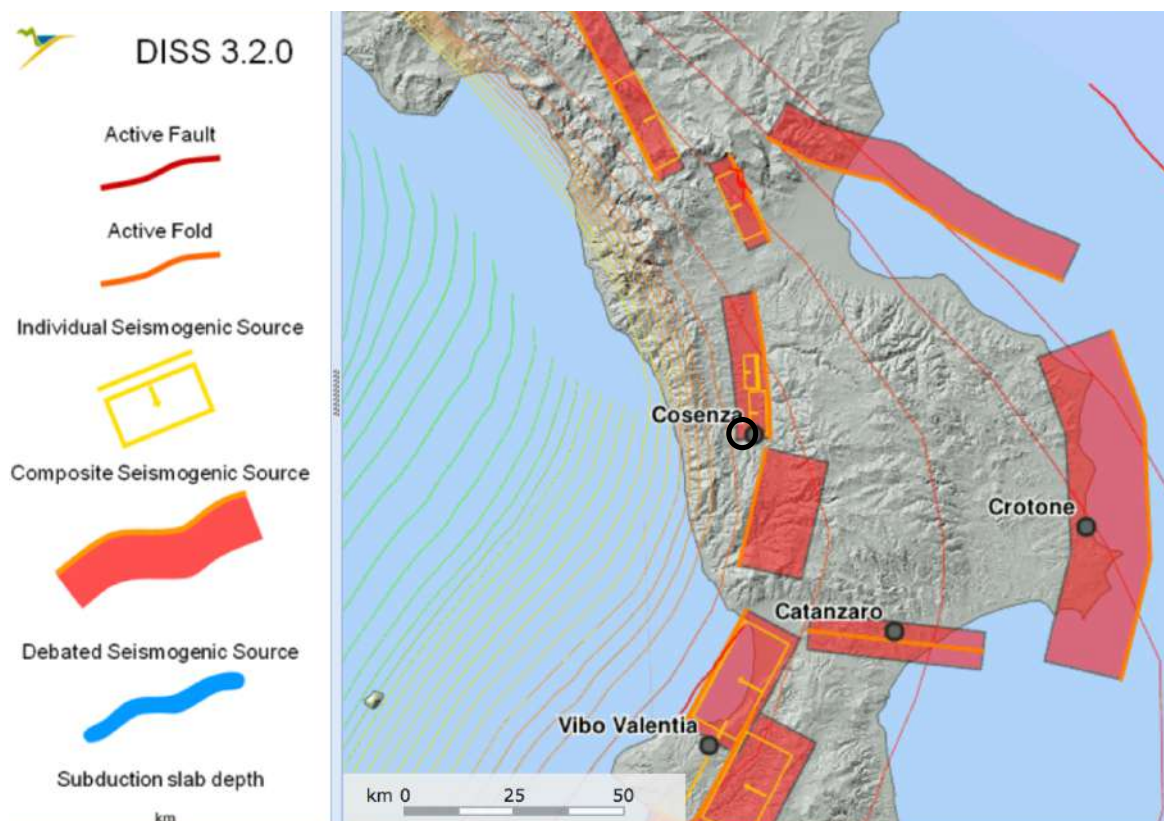 DISS 3.2.0
Active Fault
Active Fold
Individual Seismogenic Source
Composite Seismogenic Source
Debated Seismogenic Source
Subduction slab depth
km
Cosenza
Crotone
Catanzaro
Vibo Valentia
km 0 25 50